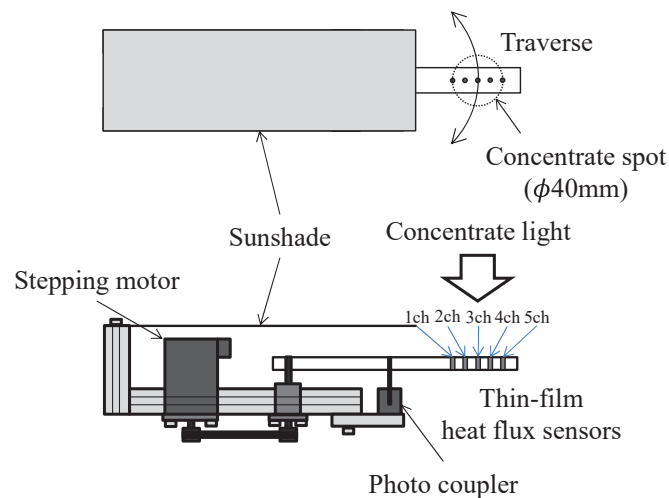 Traverse
Concentrate spot
(ϕ40mm)
Sunshade
Concentrate light
Stepping motor
1ch 2ch 3ch 4ch 5ch
Thin-film
heat flux sensors
Photo coupler